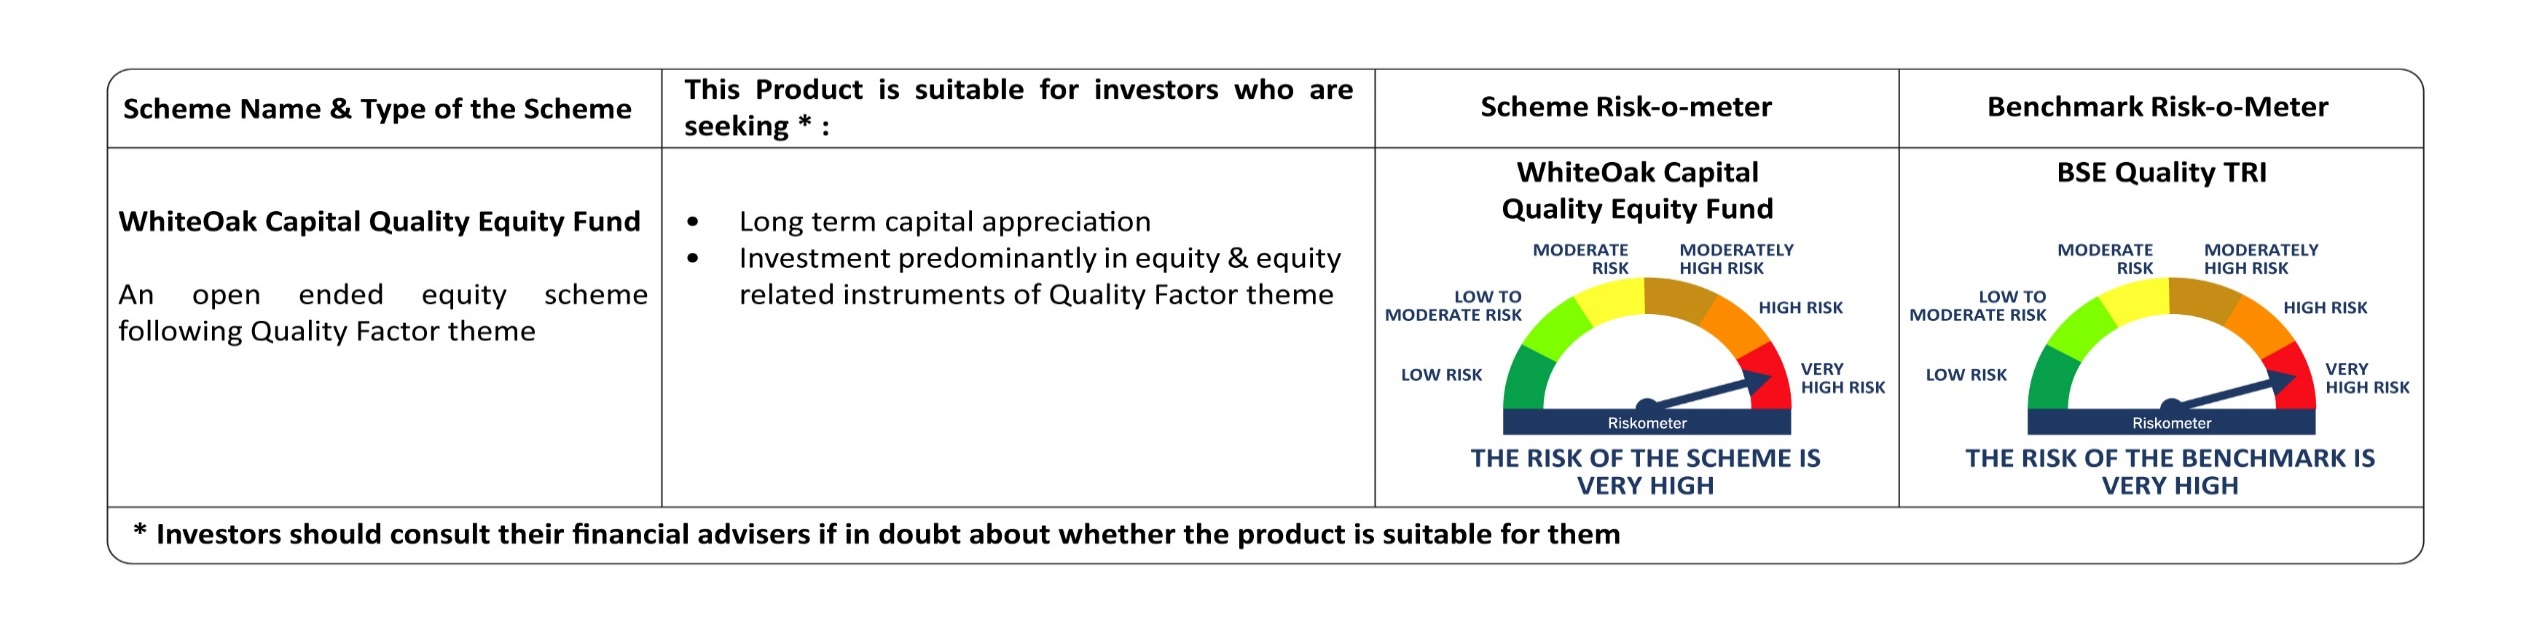 Scheme Name & Type of the Scheme
This Product is suitable for investors who are
seeking * :
Scheme Risk-o-meter
Benchmark Risk-o-Meter
WhiteOak Capital Quality Equity Fund
An open ended equity scheme
following Quality Factor theme
• Long term capital appreciation
• Investment predominantly in equity & equity
related instruments of Quality Factor theme
WhiteOak Capital
Quality Equity Fund
MODERATE
RISK
MODERATELY
HIGH RISK
LOW TO
MODERATE RISK
HIGH RISK
LOW RISK
VERY
HIGH RISK
Riskometer
THE RISK OF THE SCHEME IS
VERY HIGH
BSE Quality TRI
MODERATE
RISK
MODERATELY
HIGH RISK
LOW TO
MODERATE RISK
HIGH RISK
LOW RISK
VERY
HIGH RISK
Riskometer
THE RISK OF THE BENCHMARK IS
VERY HIGH
* Investors should consult their financial advisers if in doubt about whether the product is suitable for them